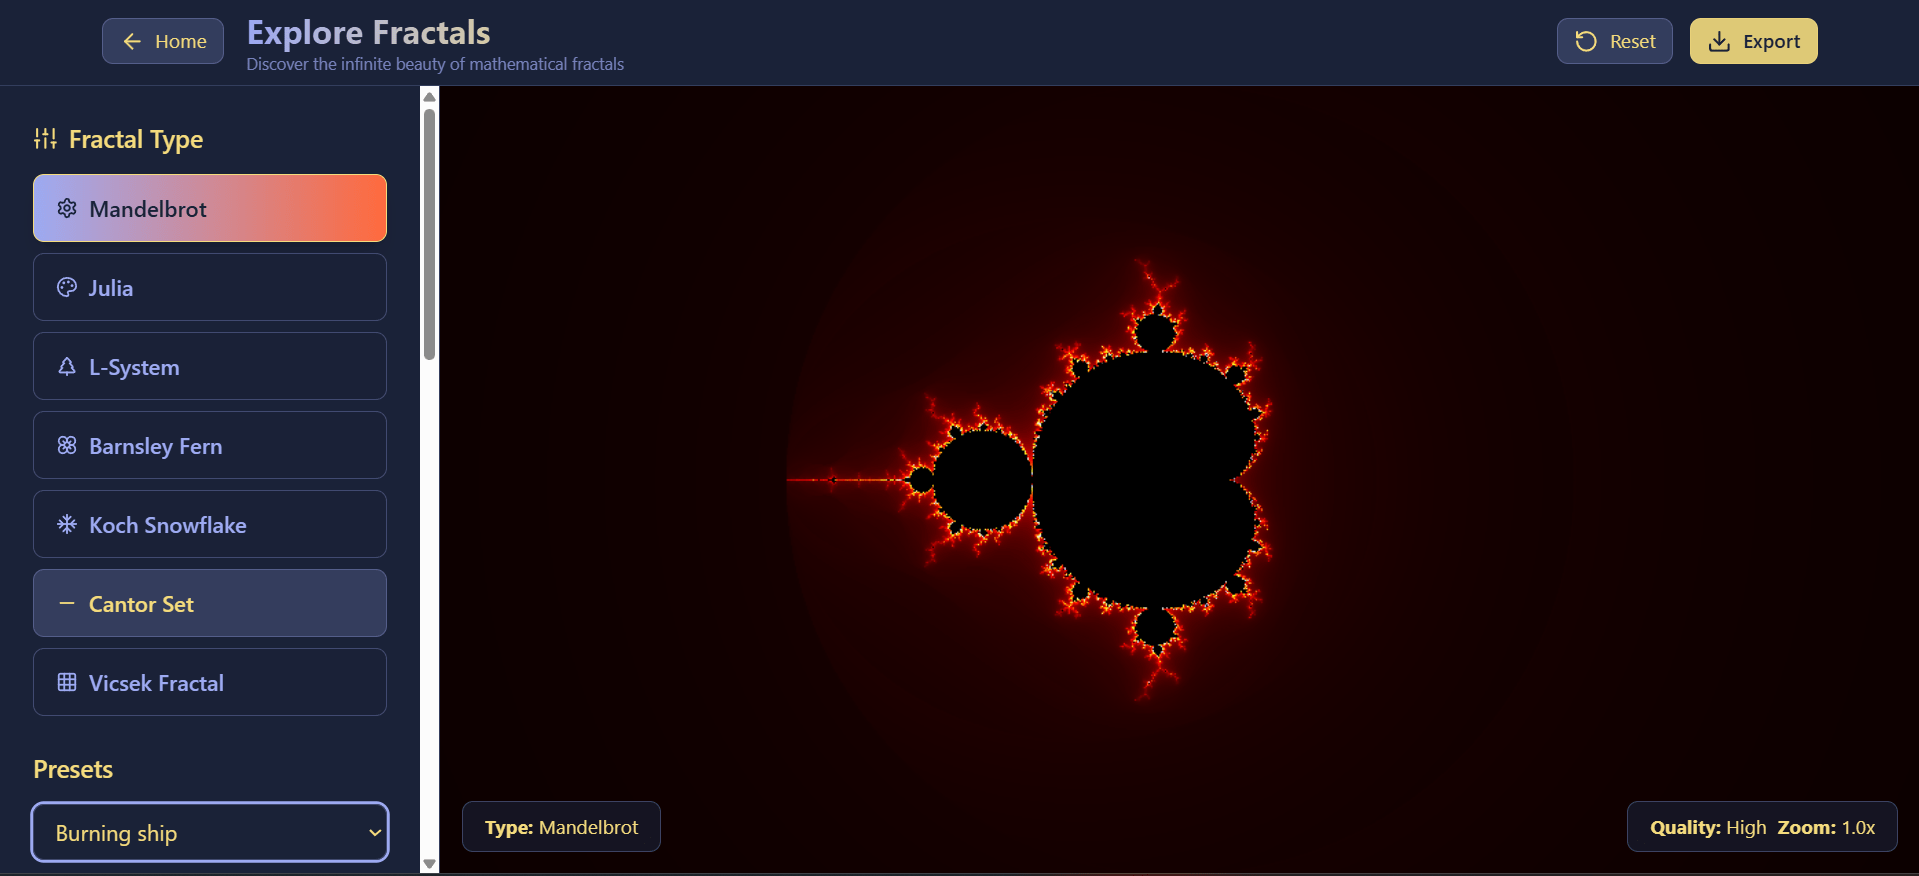 Home
Explore Fractals
Discover the infinite beauty of mathematical fractals
Reset
Export
Fractal Type
Mandelbrot
Julia
L-System
Barnsley Fern
Koch Snowflake
Cantor Set
Vicsek Fractal
Presets
Burning ship
Type: Mandelbrot
Quality: High Zoom: 1.0x